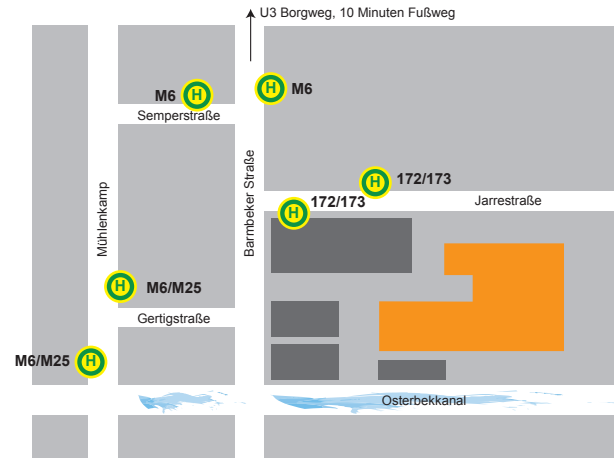 U3 Borgweg, 10 Minuten Fußweg
M6 H
H M6
Semperstraße
H 172/173
172/173
H
Jarrestraße
Barmbeker Straße
Mühlenkamp
H M6/M25
Gertigstraße
M6/M25 H
Osterbekkanal